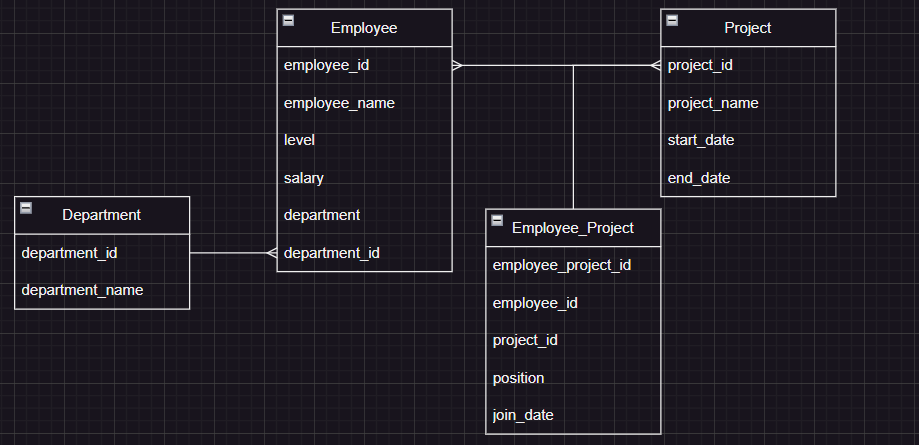 Employee
employee_id
employee_name
level
salary
department
department_id
Project
project_id
project_name
start_date
end_date
Department
department_id
department_name
Employee_Project
employee_project_id
employee_id
project_id
position
join_date